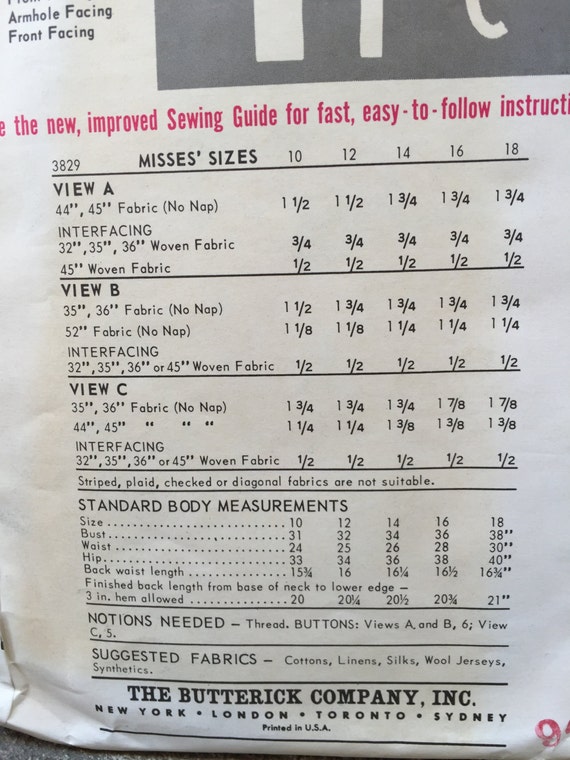 Armhole Facing
Front Facing
the new, improved Sewing Guide for fast, easy-to-follow
3829 MISSES' SIZES 10 12 14 16 18
VIEW A
44", 45" Fabric (No Nap) 1 1/2 1 1/2 1 3/4 1 3/4 1 3/4
INTERFACING
32",35", 36" Woven Fabric 3/4 3/4 3/4 3/4 3/4
45" Woven Fabric 1/2 1/2 1/2 1/2 1/2
VIEW B
35", 36" Fabric (No Nap) 1 1/2 1 3/4 1 3/4 1 3/4 1 3/4
52" Fabric (No Nap) 1 1/8 1 1/8 1 1/4 1 1/4 1 1/4
INTERFACING
32",35",36" or 45" Woven Fabric 1/2 1/2 1/2 1/2 1/2
VIEW C
35", 36" Fabric (No Nap) 1 3/4 1 3/4 1 3/4 1 7/8 1 7/8
44", 45" " " " 1 1/4 1 1/4 1 3/8 1 3/8 1 3/8
INTERFACING
32",35",36" or 45" Woven Fabric 1/2 1/2 1/2 1/2 1/2
Striped, plaid, checked or diagonal fabrics are not suitable.
STANDARD BODY MEASUREMENTS
Size 10 12 14 16 18
Bust 31 32 34 36 38"
Waist 24 25 26 28 30"
Hip 33 34 36 38 40"
Back waist length 15¾ 16 16¼ 16½ 16¾"
Finished back length from base of neck to lower edge –
3 in. hem allowed 20 20¼ 20½ 20¾ 21"
NOTIONS NEEDED – Thread. BUTTONS: Views A and B, 6; View
C, 5.
SUGGESTED FABRICS – Cottons, Linens, Silks, Wool Jerseys,
Synthetics.
THE BUTTERICK COMPANY, INC.
NEW YORK • LONDON • TORONTO • SYDNEY
Printed in U.S.A.